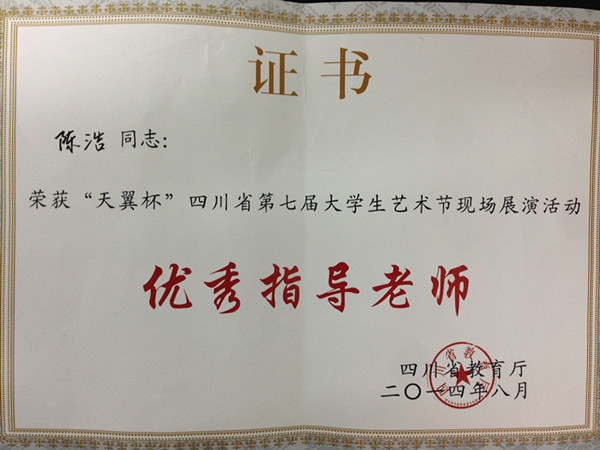 证书
陈浩 同志:
荣获“天翼杯”四川省第七届大学生艺术节现场展演活动
优秀指导老师
四川省教育厅
二〇一四年八月